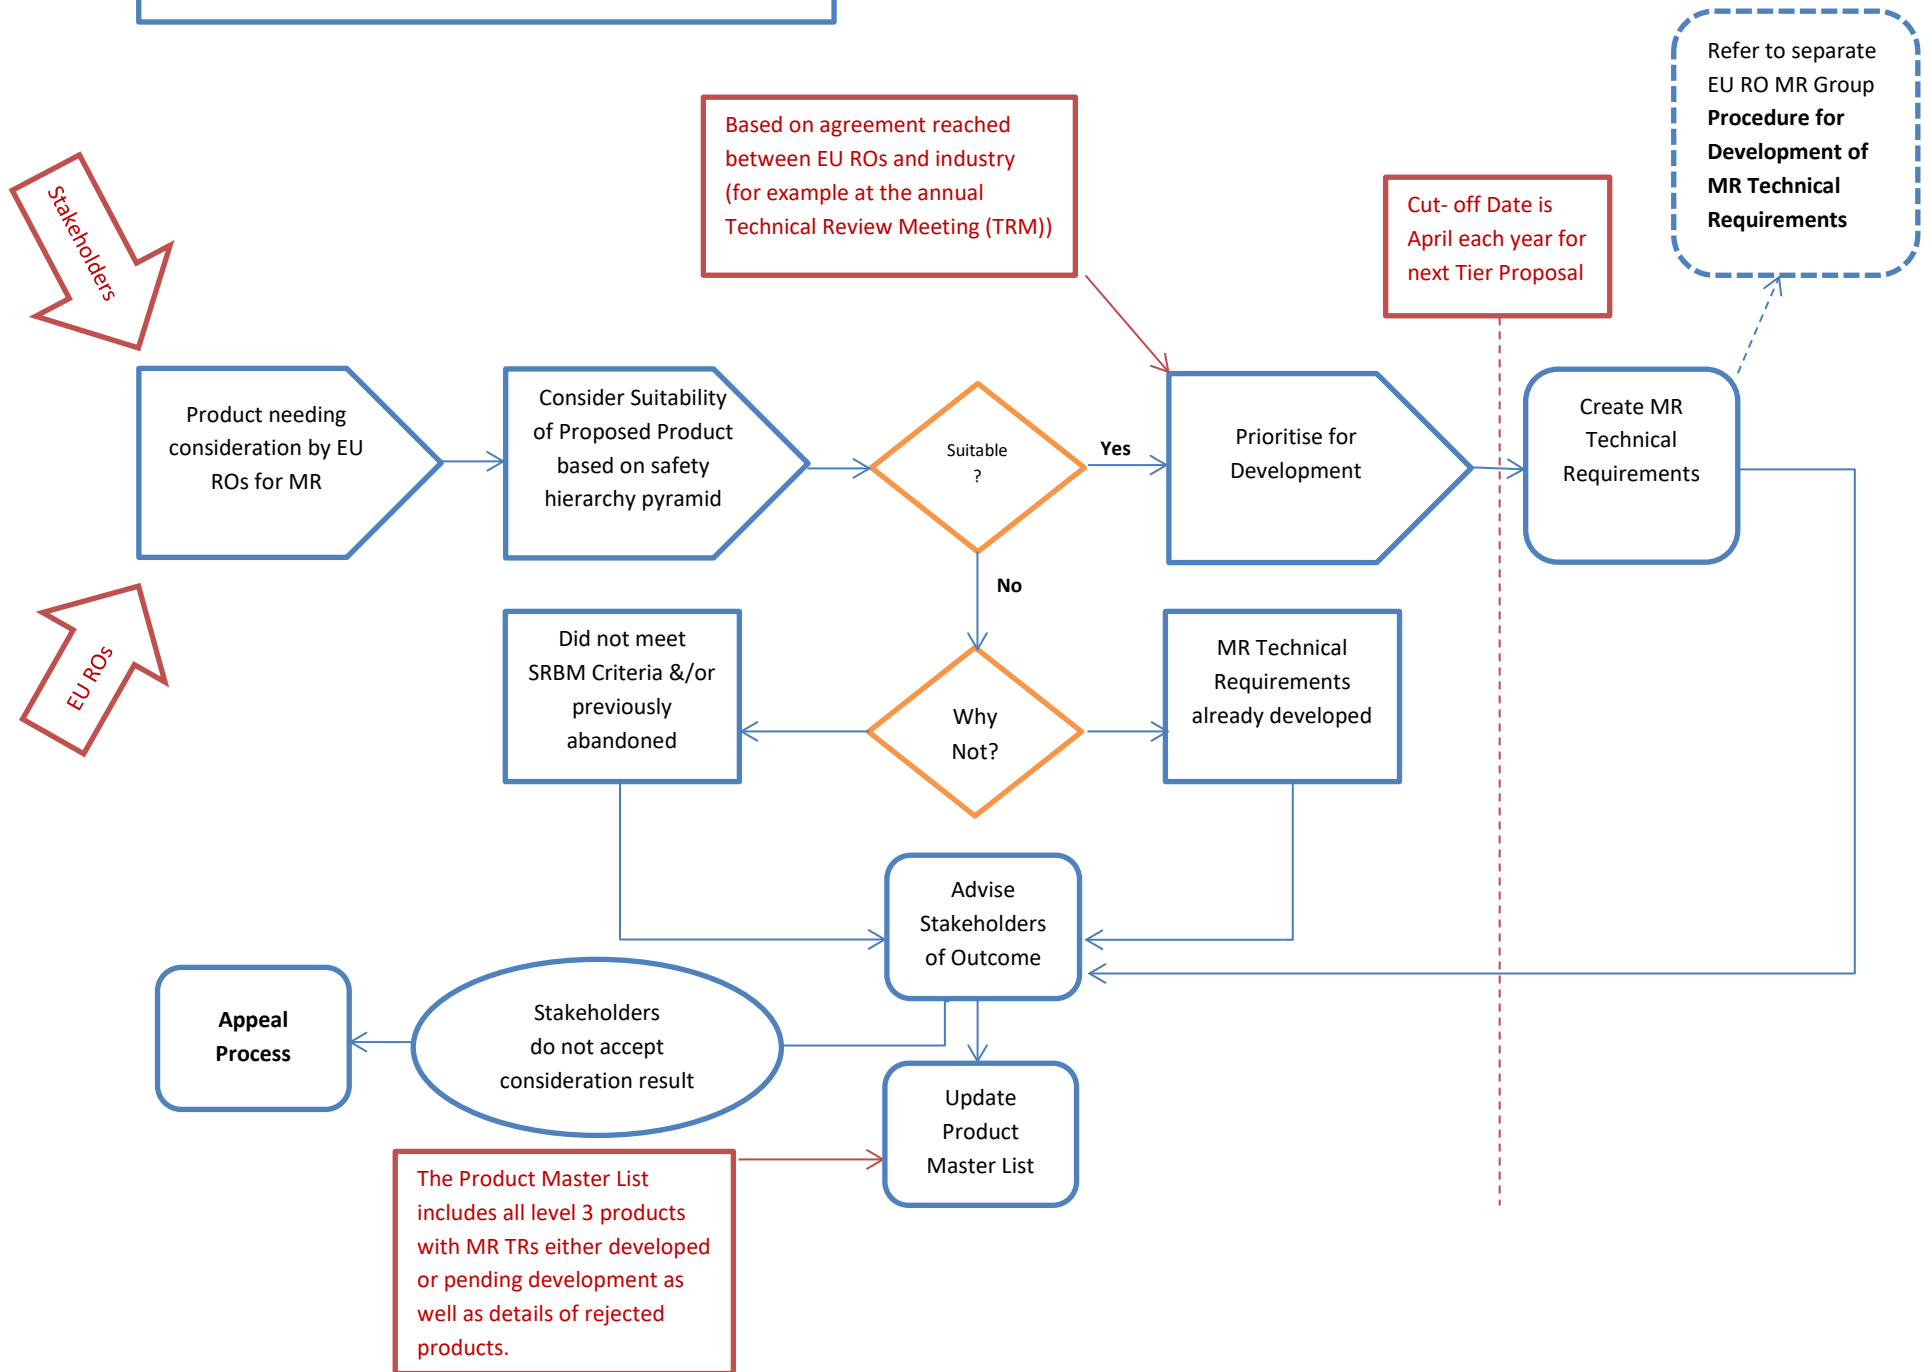 Refer to separate
EU RO MR Group
Procedure for
Development of
MR Technical
Requirements
Based on agreement reached
between EU ROs and industry
(for example at the annual
Technical Review Meeting (TRM))
Cut- off Date is
April each year for
next Tier Proposal
Stakeholders
EU ROs
Product needing
consideration by EU
ROs for MR
Consider Suitability
of Proposed Product
based on safety
hierarchy pyramid
Suitable
?
Yes
No
Prioritise for
Development
Create MR
Technical
Requirements
Did not meet
SRBM Criteria &/or
previously
abandoned
Why
Not?
MR Technical
Requirements
already developed
Advise
Stakeholders
of Outcome
Appeal
Process
Stakeholders
do not accept
consideration result
Update
Product
Master List
The Product Master List
includes all level 3 products
with MR TRs either developed
or pending development as
well as details of rejected
products.